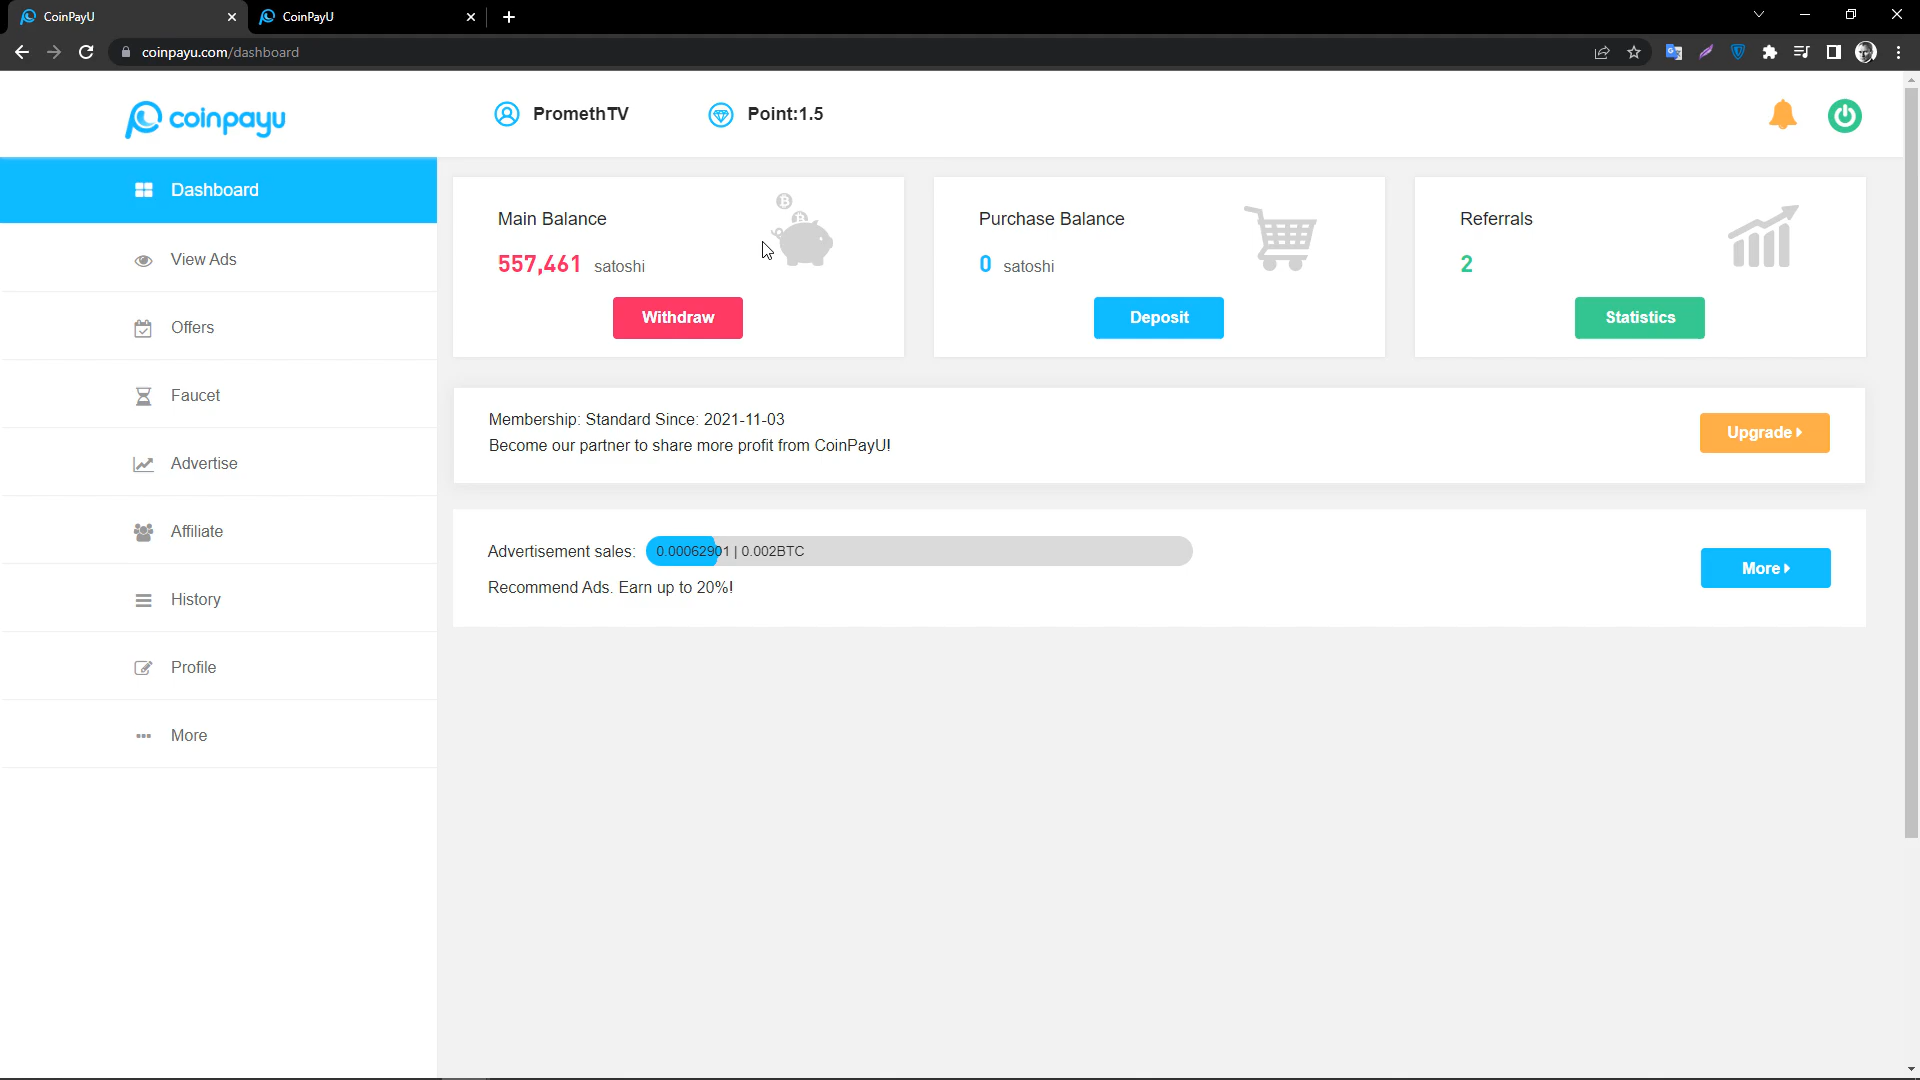 CoinPayU
CoinPayU
coinpayu.com/dashboard
coinpayu
PromethTV
Point:1.5
Dashboard
View Ads
Offers
Faucet
Advertise
Affiliate
History
Profile
More
Main Balance
557,461 satoshi
Withdraw
Purchase Balance
0 satoshi
Deposit
Referrals
2
Statistics
Membership: Standard Since: 2021-11-03
Become our partner to share more profit from CoinPayU!
Upgrade
Advertisement sales: 0.00062901 | 0.002BTC
Recommend Ads. Earn up to 20%!
More